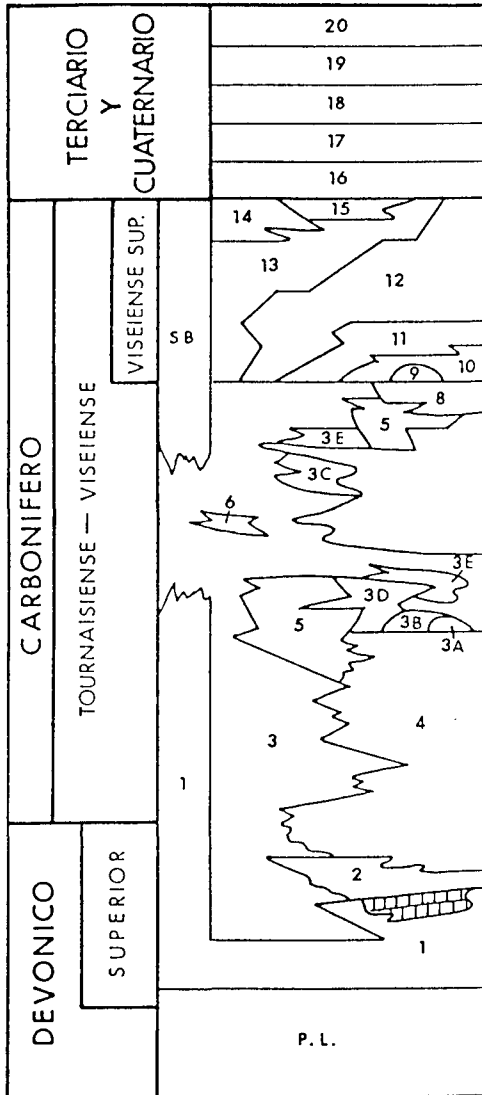 TERCIARIO
Y
CUATERNARIO
20
19
18
17
16
CARBONIFERO
TOURNAISIENSE — VISEIENSE
VISEIENSE SUP.
SB
14
15
13
12
11
10
9
8
5
3E
3C
6
3E
3D
3B
3A
5
4
3
1
2
1
DEVONICO
SUPERIOR
P.L.